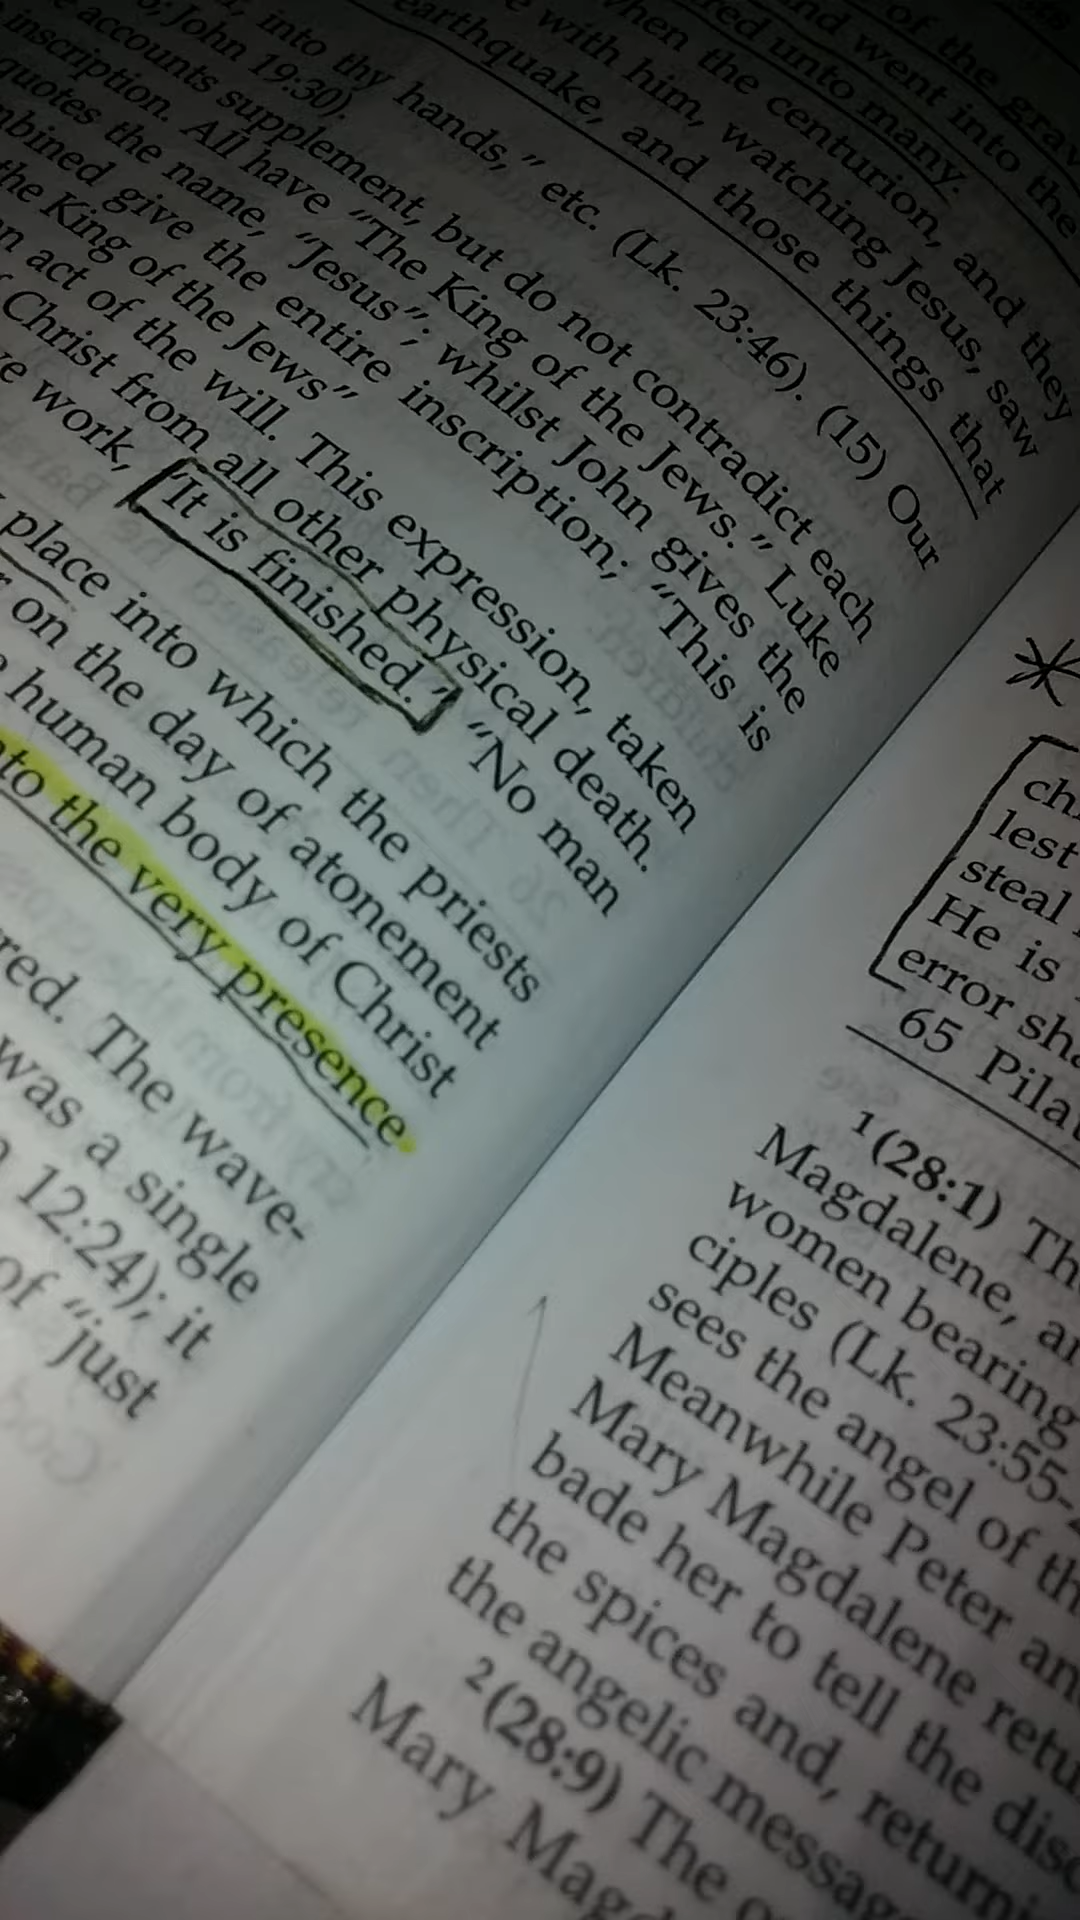 of the grav
and went into the
red unto many.
When the centurion, and they
with him, watching Jesus, saw
earthquake, and those things that
into thy hands," etc. (Lk. 23:46). (15) Our
John 19:30).
accounts supplement, but do not contradict each
inscription. All have "The King of the Jews." Luke
quotes the name, "Jesus"; whilst John gives the
mbined give the entire inscription; "This is
the King of the Jews"
n act of the will. This expression, taken
Christ from all other physical death.
ve work, "It is finished." "No man
place into which the priests
r on the day of atonement
human body of Christ
nto the very presence.
red. The wave-
was a single
12:24); it
of "just
ch
lest
steal
He is
error sha
65 Pila
1 (28:1) Th
Magdalene, an
women bearing
ciples (Lk. 23:55-
sees the angel of th
Meanwhile Peter an
Mary Magdalene retu
bade her to tell the disc
the spices and, returni
the angelic message
2 (28:9) The o
Mary Magd